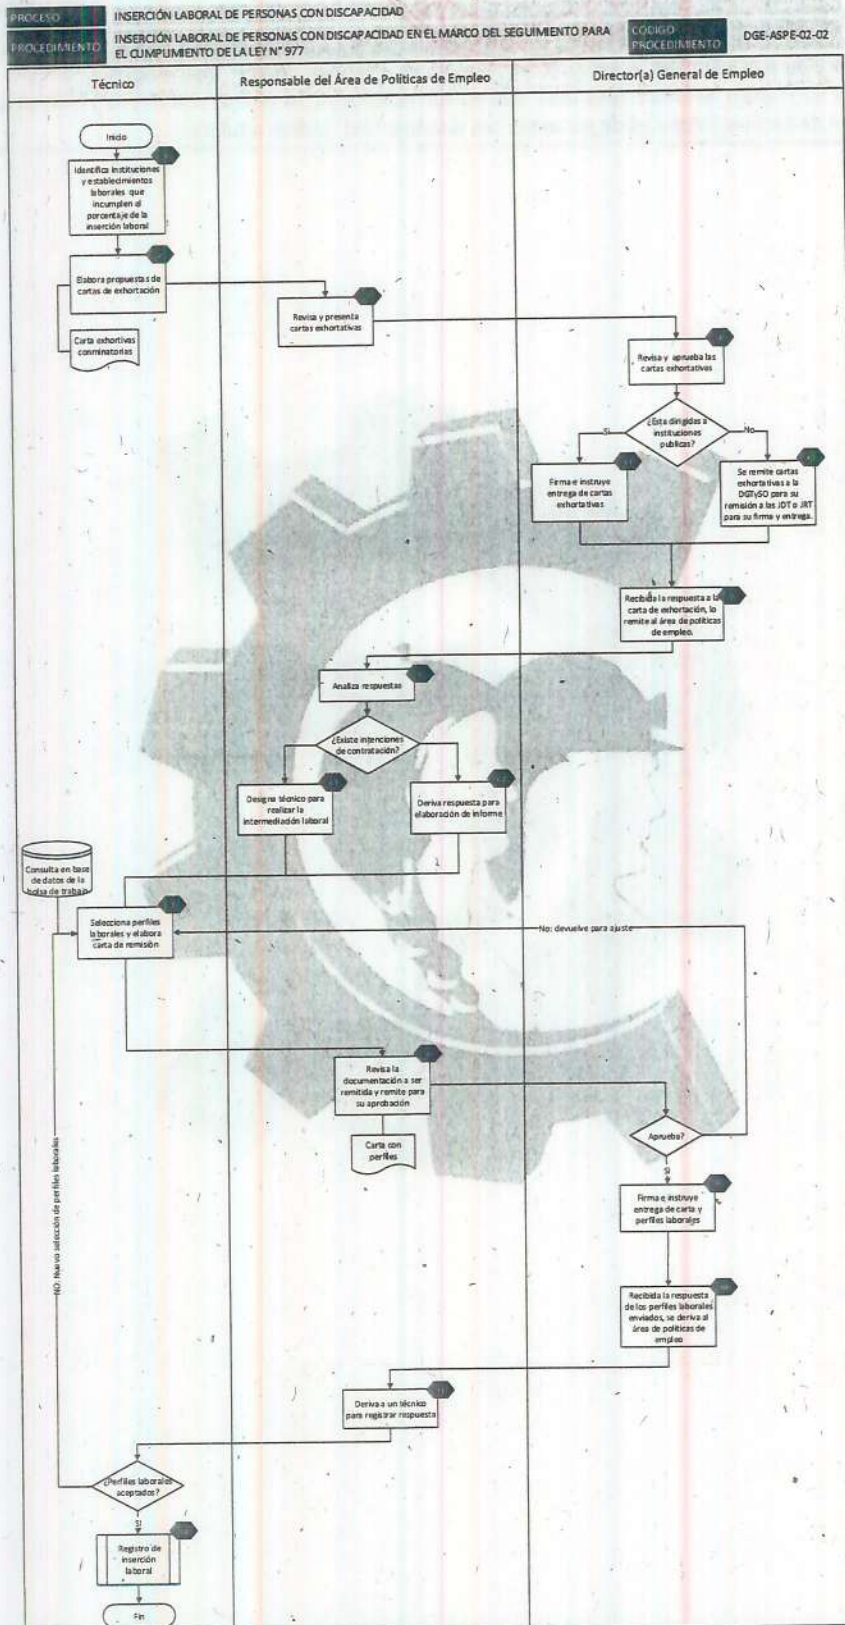 PROCESO
INSERCIÓN LABORAL DE PERSONAS CON DISCAPACIDAD
PROCEDIMIENTO
INSERCIÓN LABORAL DE PERSONAS CON DISCAPACIDAD EN EL MARCO DEL SEGUIMIENTO PARA
EL CUMPLIMIENTO DE LA LEY N° 977
CÓDIGO
PROCEDIMIENTO
DGE-ASPE-02-02
Técnico
Responsable del Área de Políticas de Empleo
Director(a) General de Empleo
Inicio
Identifica instituciones
y establecimientos
laborales que
incumplen el
porcentaje de la
inserción laboral
Elabora propuestas de
cartas de exhortación
Carta exhortivas
conminatorias
Revisa y presenta
cartas exhortativas
Revisa y aprueba las
cartas exhortativas
¿Esta dirigidas a
instituciones
publicas?
Si
No
Firma e instruye
entrega de cartas
exhortativas
Se remite cartas
exhortativas a la
DGTySO para su
remisión a las JDT o JRT
para su firma y entrega.
Recibida la respuesta a la
carta de exhortación, lo
remite al área de políticas
de empleo.
Analiza respuestas
¿Existe intenciones
de contratación?
Designa técnico para
realizar la
intermediación laboral
Deriva respuesta para
elaboración de informe
Consulta en base
de datos de la
bolsa de trabajo
Selecciona perfiles
laborales y elabora
carta de remisión
No: devuelve para ajuste
Revisa la
documentación a ser
remitida y remite para
su aprobación
Carta con
perfiles
Aprueba?
SI
Firma e instruye
entrega de carta y
perfiles laborales
NO: Nuevo selección de perfiles laborales
Recibida la respuesta
de los perfiles laborales
enviados, se deriva al
área de políticas de
empleo
Deriva a un técnico
para registrar respuesta
¿Perfiles laborales
aceptados?
SI
Registro de
inserción
laboral
Fin